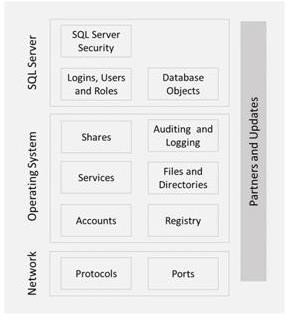 SQL Server
SQL Server
Security
Logins, Users
and Roles
Database
Objects
Operating System
Shares
Auditing and
Logging
Services
Files and
Directories
Accounts
Registry
Network
Protocols
Ports
Partners and Updates